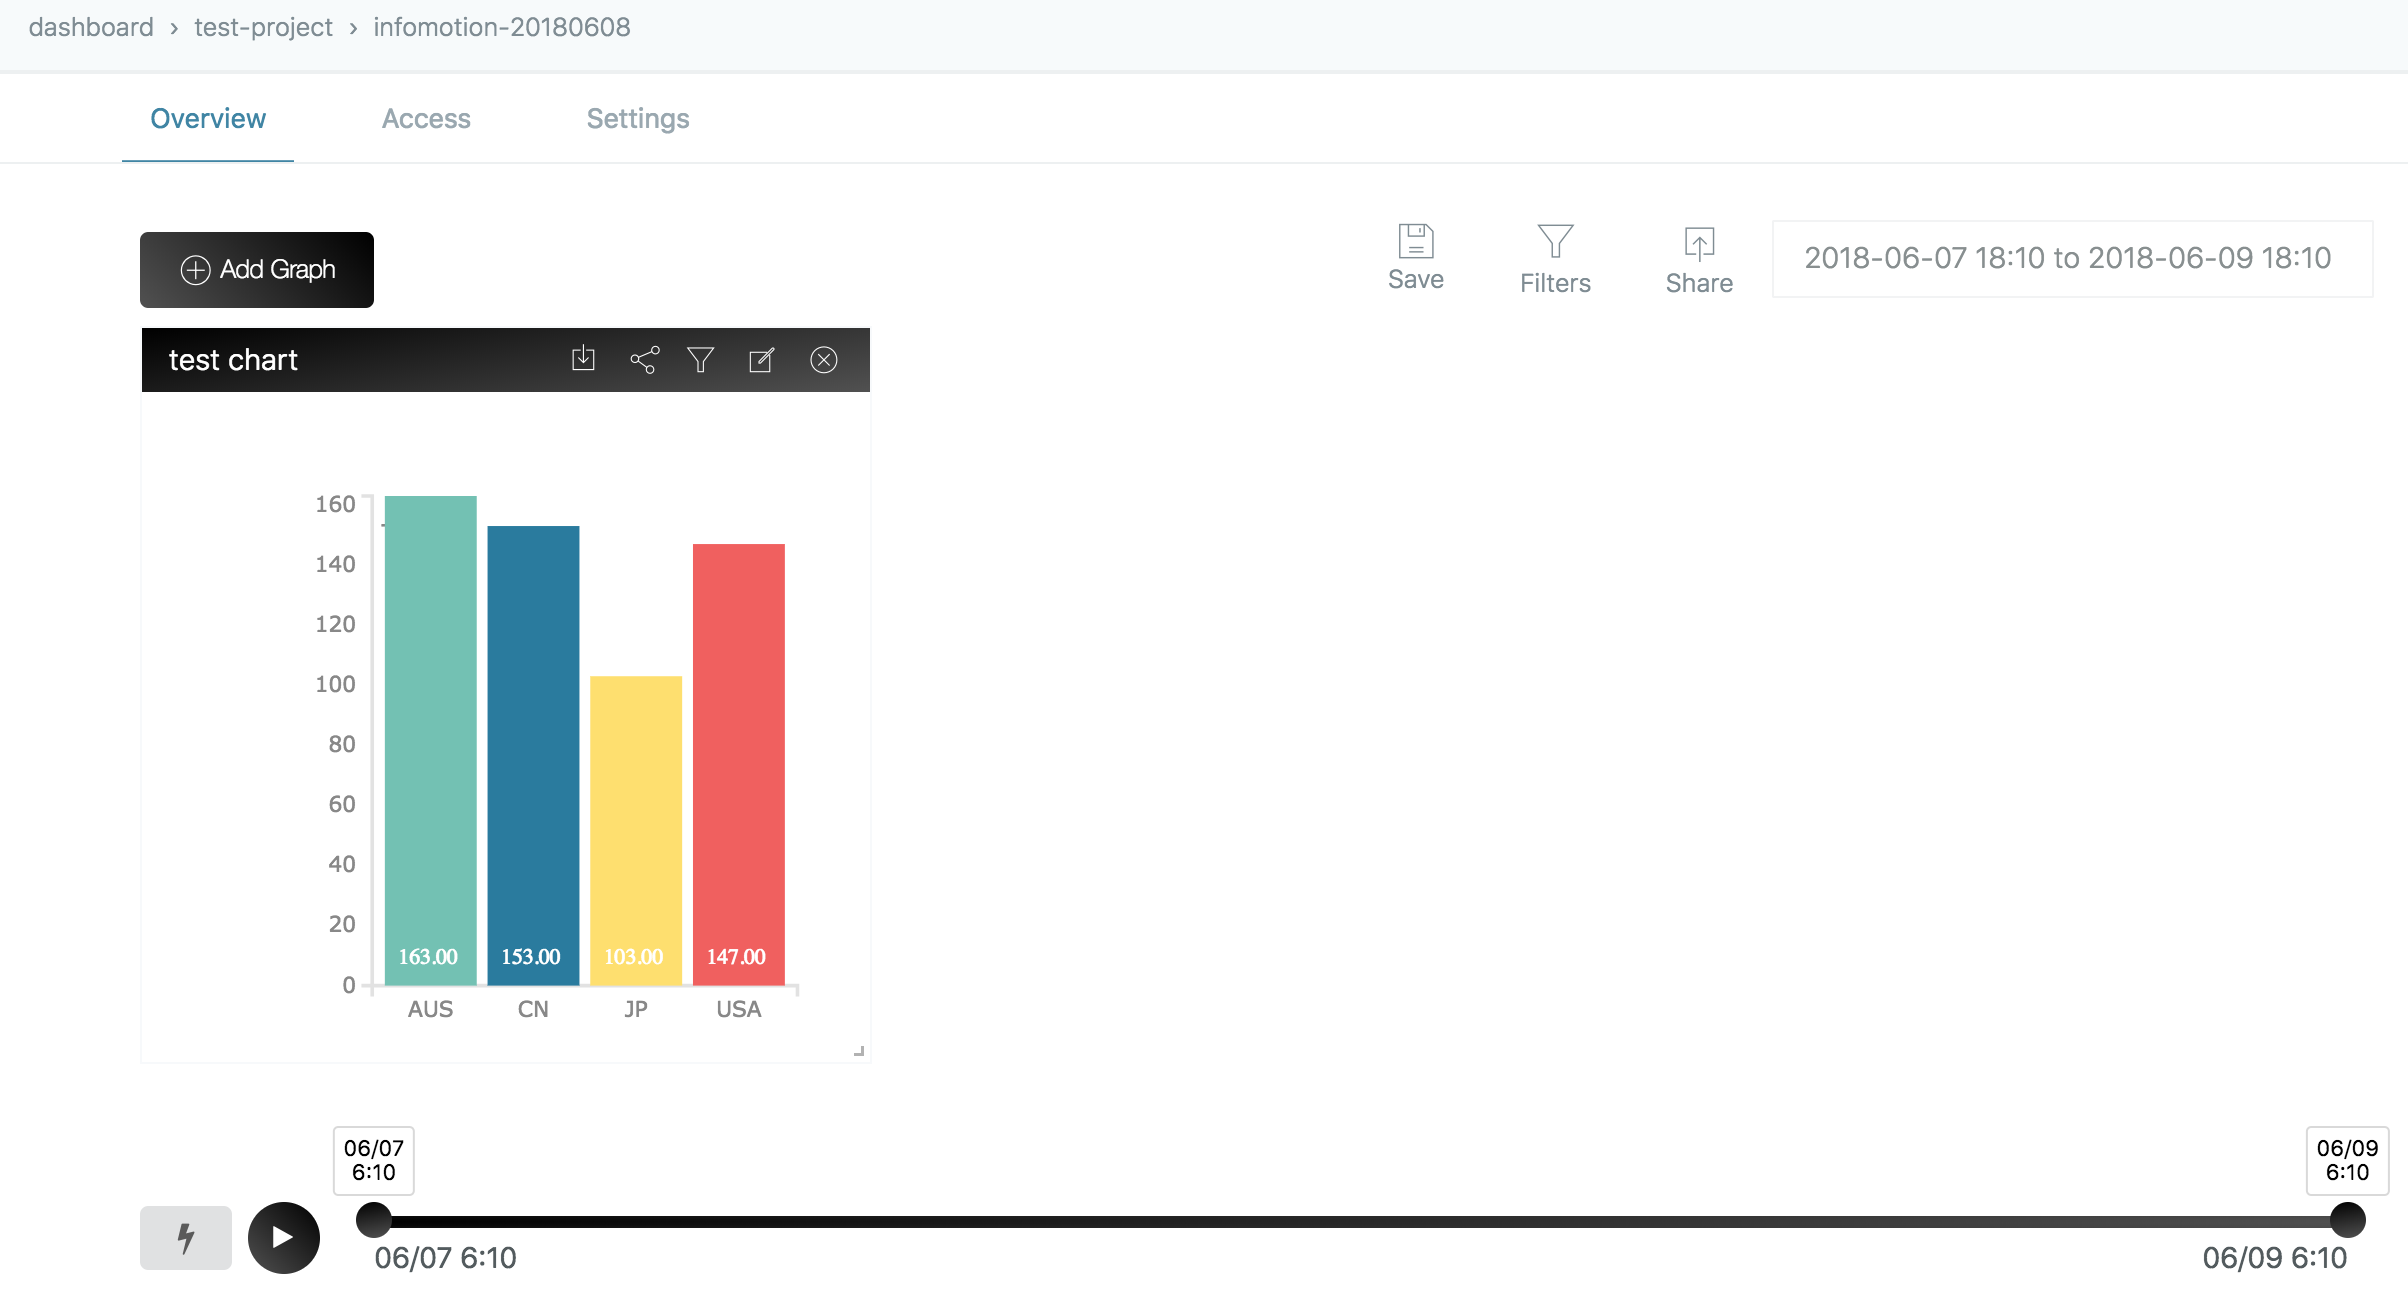 dashboard › test-project › infomotion-20180608
Overview Access Settings
Add Graph
Save Filters Share 2018-06-07 18:10 to 2018-06-09 18:10
test chart
160
140
120
100
80
60
40
20
0
163.00 153.00 103.00 147.00
AUS CN JP USA
06/07
6:10
06/09
6:10
06/07 6:10 06/09 6:10